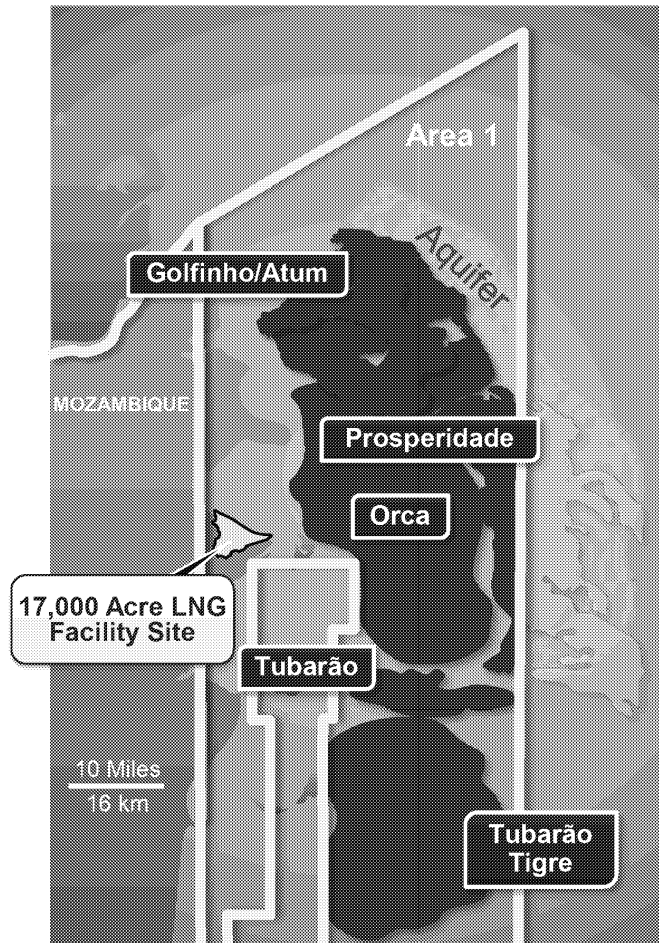 Area 1
Aquifer
Golfinho/Atum
MOZAMBIQUE
Prosperidade
Orca
17,000 Acre LNG
Facility Site
Tubarão
10 Miles
16 km
Tubarão
Tigre